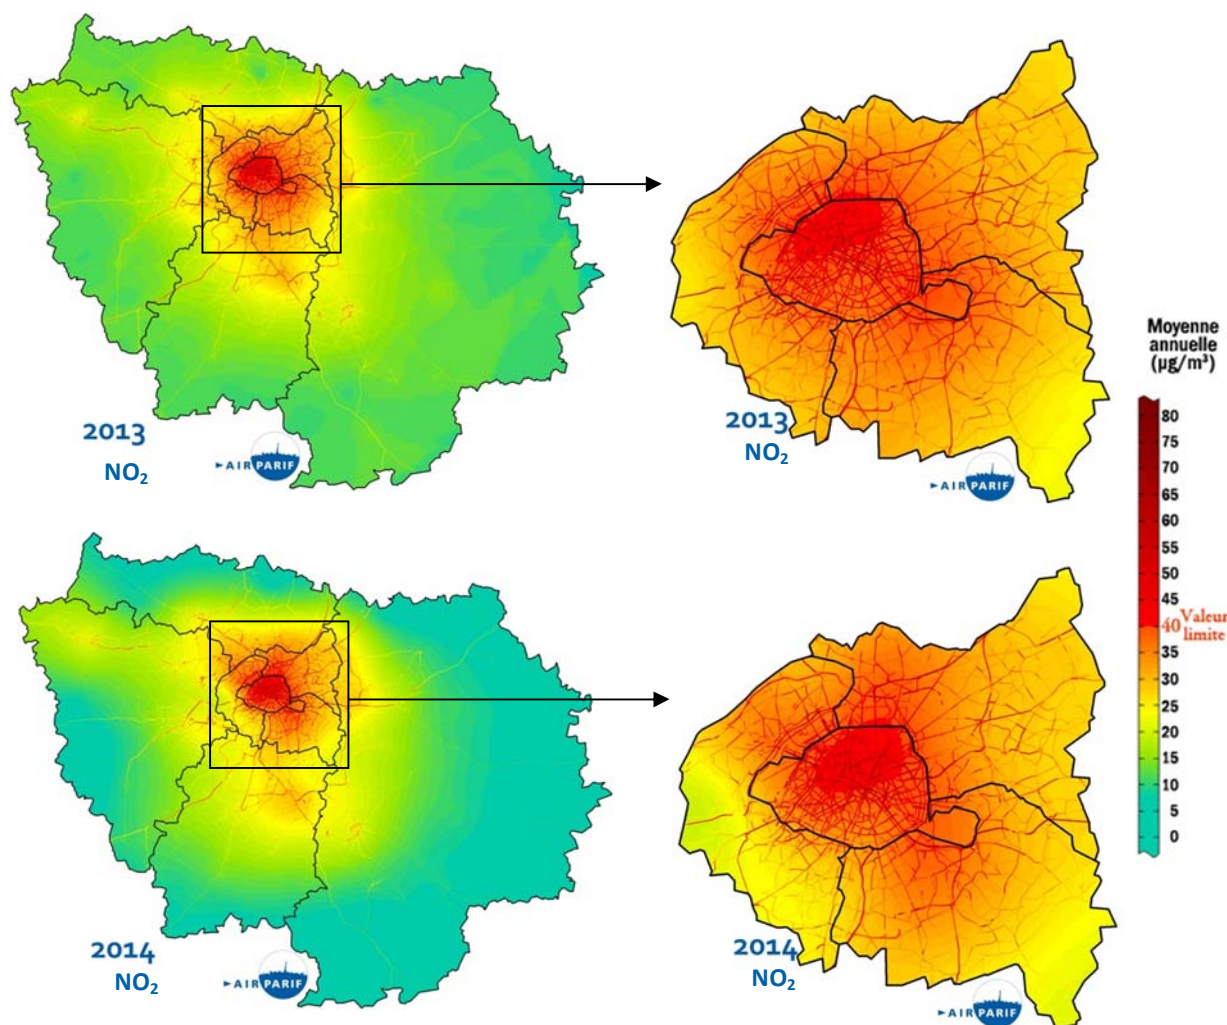 2013
NO₂
AIRPARIF
2013
NO₂
AIRPARIF
Moyenne
annuelle
(µg/m³)
80
75
70
65
60
55
50
45
40 Valeur
limite
35
30
25
20
15
10
5
0
2014
NO₂
AIRPARIF
2014
NO₂
AIRPARIF